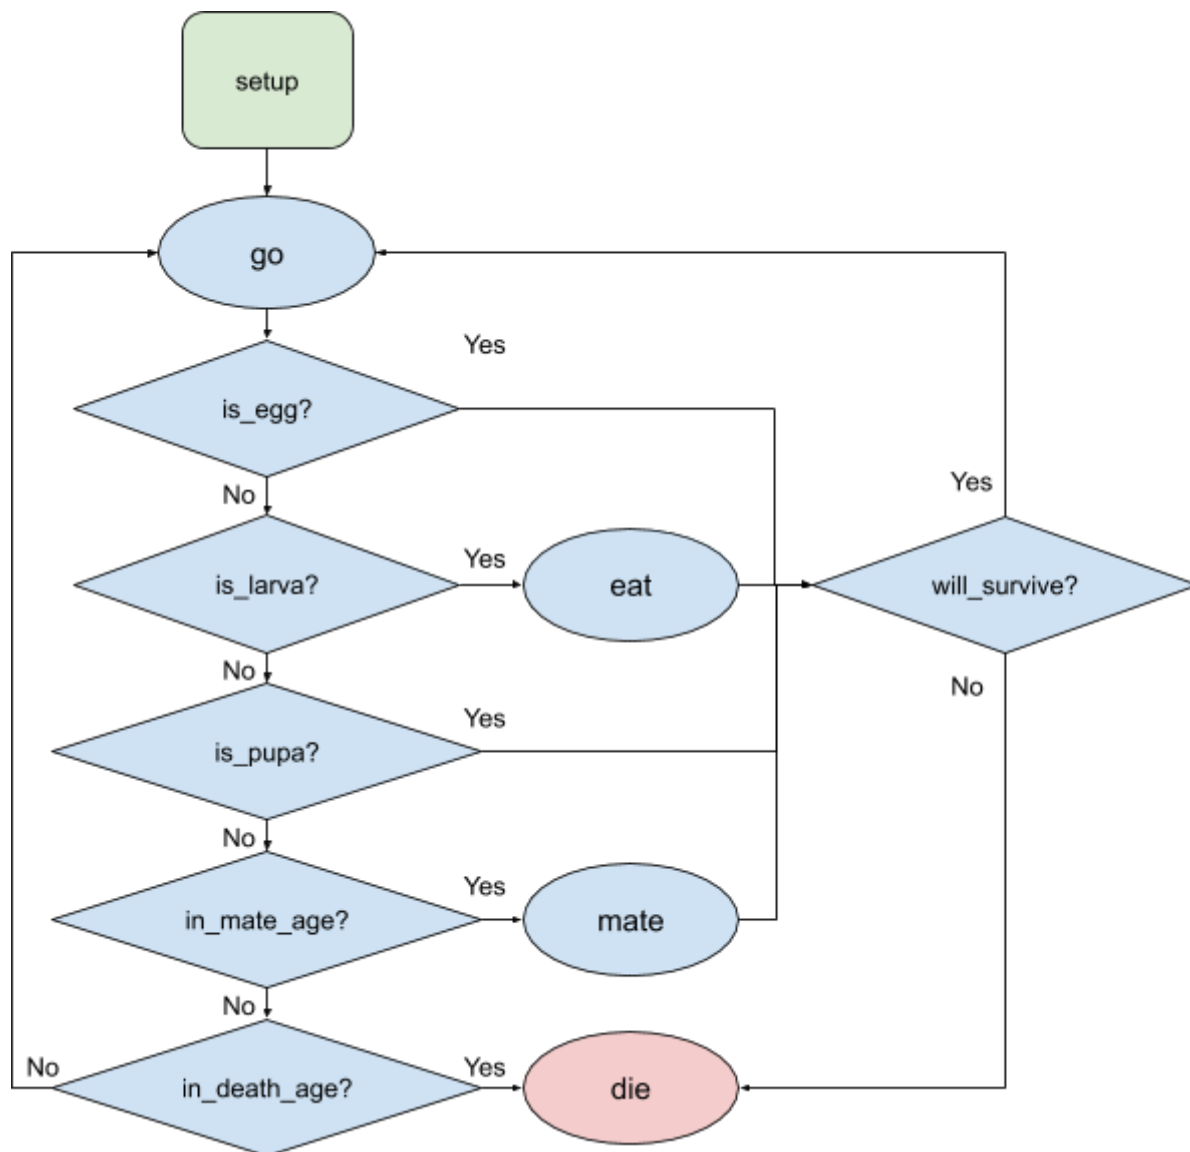 setup
go
Yes
is_egg?
Yes
No
Yes
is_larva?
eat
will_survive?
No
No
Yes
is_pupa?
No
Yes
in_mate_age?
mate
No
No
Yes
in_death_age?
die